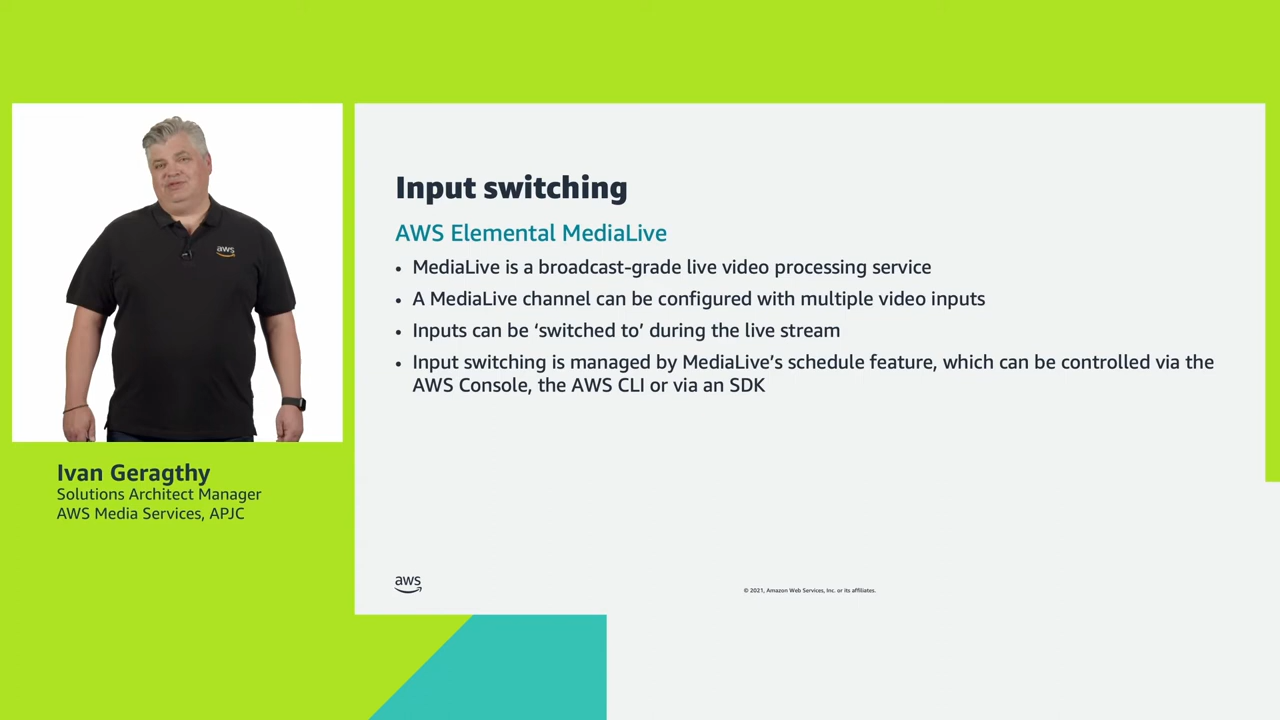 Input switching
AWS Elemental MediaLive
• MediaLive is a broadcast-grade live video processing service
• A MediaLive channel can be configured with multiple video inputs
• Inputs can be ‘switched to’ during the live stream
• Input switching is managed by MediaLive’s schedule feature, which can be controlled via the
AWS Console, the AWS CLI or via an SDK
aws
Ivan Geragthy
Solutions Architect Manager
AWS Media Services, APJC
aws
© 2021, Amazon Web Services, Inc. or its affiliates.